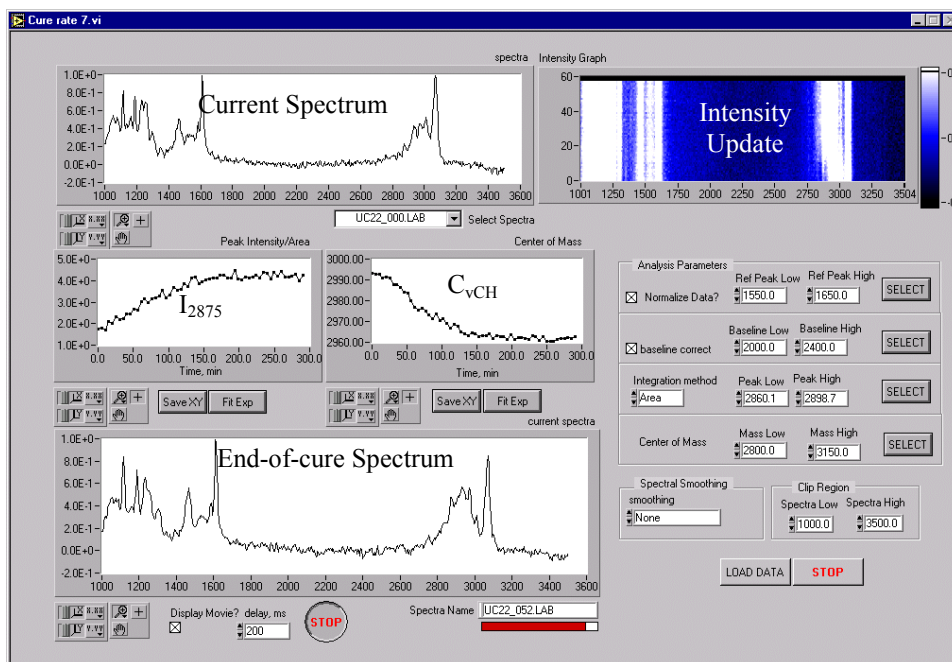 Cure rate 7.vi
spectra
1.0E+0
8.0E-1
6.0E-1
4.0E-1
2.0E-1
0.0E+0
-2.0E-1
1000 1200 1400 1600 1800 2000 2200 2400 2600 2800 3000 3200 3400 3600
Current Spectrum
Intensity Graph
60
40
20
0
1001 1250 1500 1750 2000 2250 2500 2750 3000 3250 3504
Intensity
Update
UC22_000.LAB Select Spectra
Peak Intensity/Area
5.0E+0
4.0E+0
3.0E+0
2.0E+0
1.0E+0
0.0 50.0 100.0 150.0 200.0 250.0 300.0
Time, min
I2875
Center of Mass
3000.00
2990.00
2980.00
2970.00
2960.00
0.0 50.0 100.0 150.0 200.0 250.0 300.0
Time, min
CvCH
Save XY Fit Exp
Save XY Fit Exp
Analysis Parameters
Ref Peak Low Ref Peak High
Normalize Data? 1550.0 1650.0 SELECT
Baseline Low Baseline High
baseline correct 2000.0 2400.0 SELECT
Integration method Peak Low Peak High
Area 2860.1 2898.7 SELECT
Mass Low Mass High
Center of Mass 2800.0 3150.0 SELECT
Spectral Smoothing
smoothing
None
Clip Region
Spectra Low Spectra High
1000.0 3500.0
LOAD DATA STOP
current spectra
1.0E+0
8.0E-1
6.0E-1
4.0E-1
2.0E-1
0.0E+0
-2.0E-1
1000 1200 1400 1600 1800 2000 2200 2400 2600 2800 3000 3200 3400 3600
End-of-cure Spectrum
Display Movie? delay, ms
200
STOP
Spectra Name UC22_052.LAB